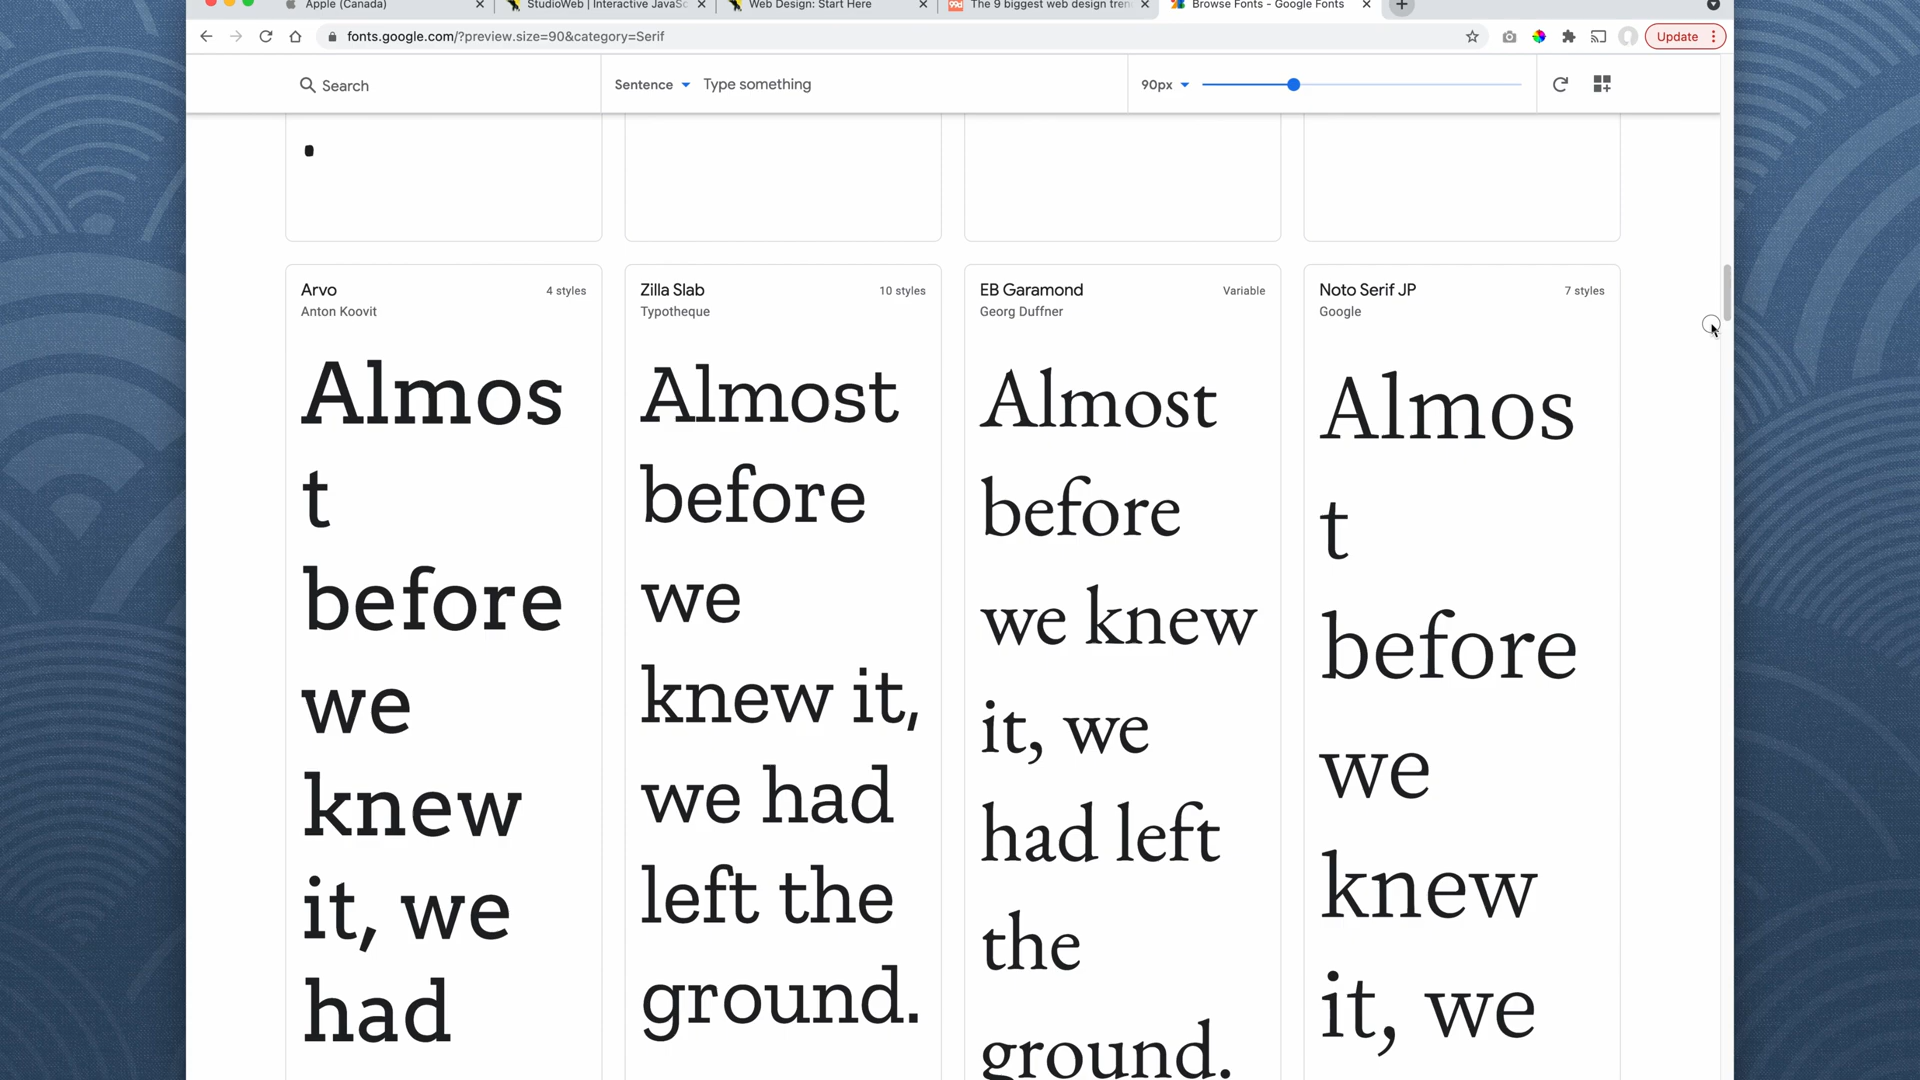 Apple (Canada)
StudioWeb | Interactive JavaSc
Web Design: Start Here
99d
The 9 biggest web design tren
Browse Fonts - Google Fonts
fonts.google.com/?preview.size=90&category=Serif
Update
Search
Sentence
Type something
90px
Arvo
4 styles
Anton Koovit
Almos
t
before
we
knew
it, we
had
Zilla Slab
10 styles
Typotheque
Almost
before
we
knew it,
we had
left the
ground.
EB Garamond
Variable
Georg Duffner
Almost
before
we knew
it, we
had left
the
ground.
Noto Serif JP
7 styles
Google
Almos
t
before
we
knew
it, we